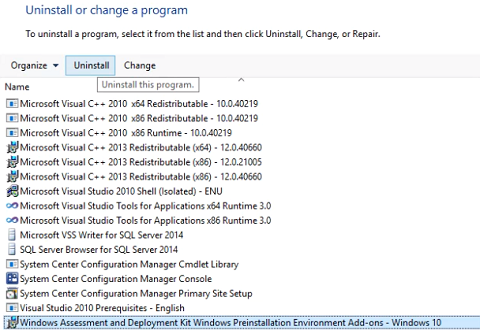 Uninstall or change a program
To uninstall a program, select it from the list and then click Uninstall, Change, or Repair.
Organize Uninstall Change
Uninstall this program.
Name
Microsoft Visual C++ 2010 x64 Redistributable - 10.0.40219
Microsoft Visual C++ 2010 x86 Redistributable - 10.0.40219
Microsoft Visual C++ 2010 x86 Runtime - 10.0.40219
Microsoft Visual C++ 2013 Redistributable (x64) - 12.0.40660
Microsoft Visual C++ 2013 Redistributable (x86) - 12.0.21005
Microsoft Visual C++ 2013 Redistributable (x86) - 12.0.40660
Microsoft Visual Studio 2010 Shell (Isolated) - ENU
Microsoft Visual Studio Tools for Applications x64 Runtime 3.0
Microsoft Visual Studio Tools for Applications x86 Runtime 3.0
Microsoft VSS Writer for SQL Server 2014
SQL Server Browser for SQL Server 2014
System Center Configuration Manager Cmdlet Library
System Center Configuration Manager Console
System Center Configuration Manager Primary Site Setup
Visual Studio 2010 Prerequisites - English
Windows Assessment and Deployment Kit Windows Preinstallation Environment Add-ons - Windows 10